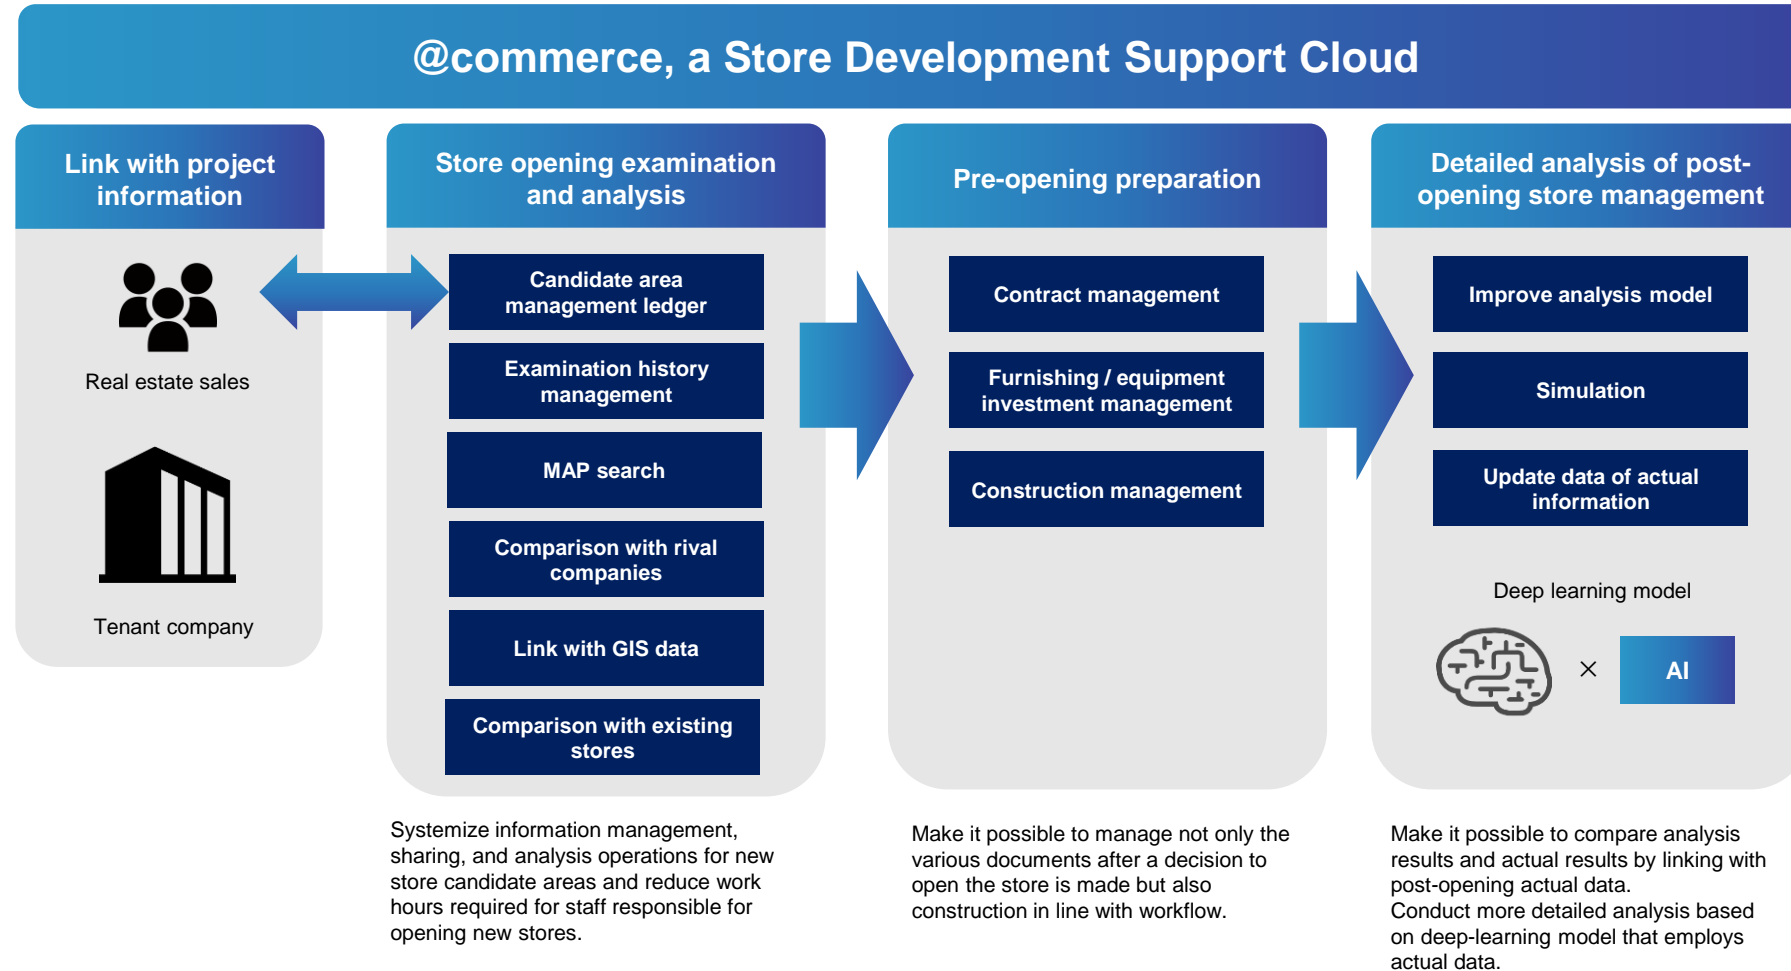 @commerce, a Store Development Support Cloud
Link with project
information
Real estate sales
Tenant company
Store opening examination
and analysis
Candidate area
management ledger
Examination history
management
MAP search
Comparison with rival
companies
Link with GIS data
Comparison with existing
stores
Systemize information management,
sharing, and analysis operations for new
store candidate areas and reduce work
hours required for staff responsible for
opening new stores.
Pre-opening preparation
Contract management
Furnishing / equipment
investment management
Construction management
Make it possible to manage not only the
various documents after a decision to
open the store is made but also
construction in line with workflow.
Detailed analysis of post-
opening store management
Improve analysis model
Simulation
Update data of actual
information
Deep learning model
× AI
Make it possible to compare analysis
results and actual results by linking with
post-opening actual data.
Conduct more detailed analysis based
on deep-learning model that employs
actual data.